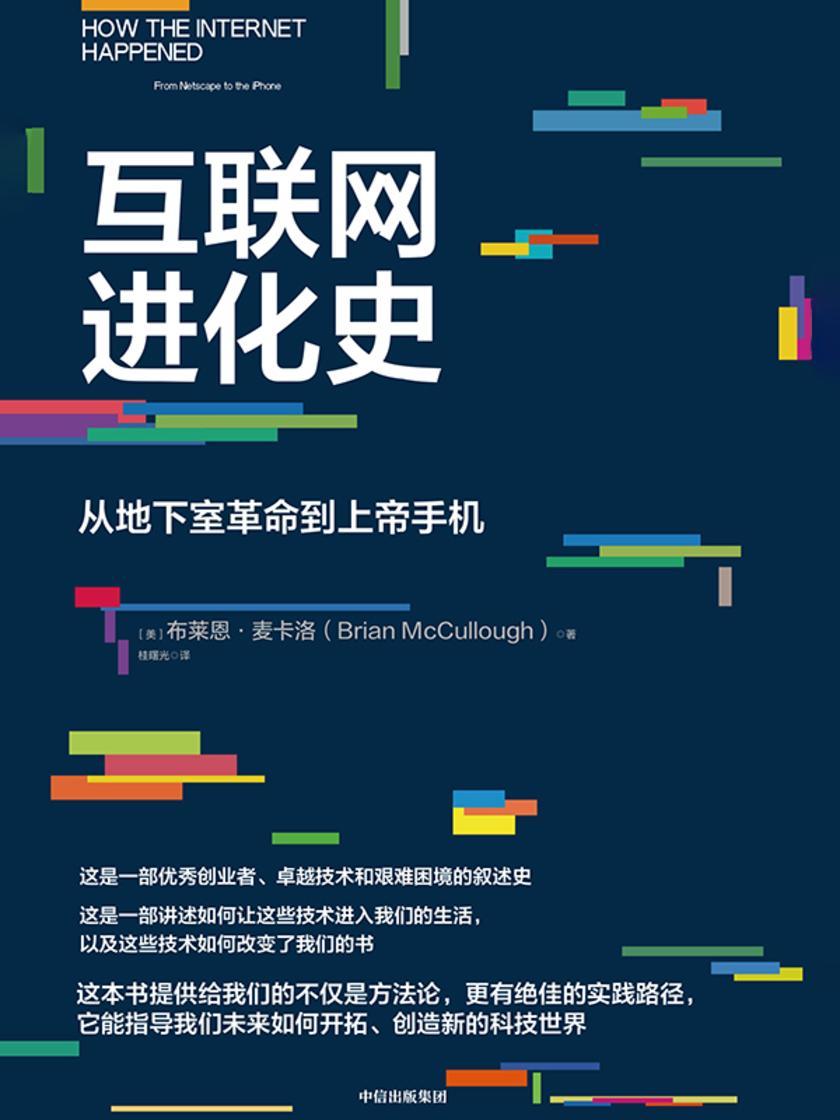 HOW THE INTERNET
HAPPENED
From Netscape to the iPhone
互联网
进化史
从地下室革命到上帝手机
[美]布莱恩·麦卡洛（Brian McCullough）◎著
桂曙光◎译
这是一部优秀创业者、卓越技术和艰难困境的叙述史
这是一部讲述如何让这些技术进入我们的生活，
以及这些技术如何改变了我们的书
这本书提供给我们的不仅是方法论，更有绝佳的实践路径，
它能指导我们未来如何开拓、创造新的科技世界
中信出版集团